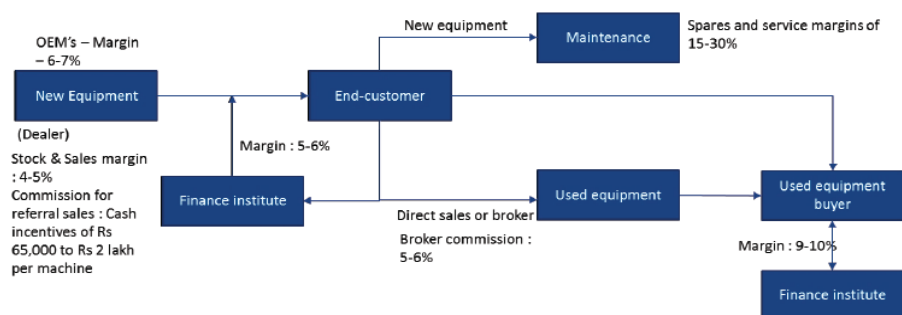 OEM's – Margin
– 6-7%
New Equipment
(Dealer)
Stock & Sales margin
: 4-5%
Commission for
referral sales : Cash
incentives of Rs
65,000 to Rs 2 lakh
per machine
Margin : 5-6%
Finance institute
End-customer
New equipment
Maintenance
Spares and service margins of
15-30%
Direct sales or broker
Broker commission :
5-6%
Used equipment
Used equipment
buyer
Margin : 9-10%
Finance institute